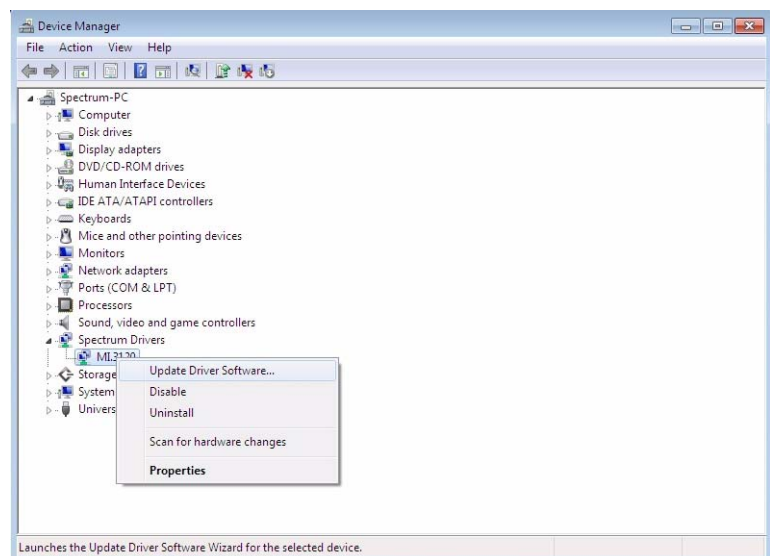 Device Manager
File Action View Help
Spectrum-PC
Computer
Disk drives
Display adapters
DVD/CD-ROM drives
Human Interface Devices
IDE ATA/ATAPI controllers
Keyboards
Mice and other pointing devices
Monitors
Network adapters
Ports (COM & LPT)
Processors
Sound, video and game controllers
Spectrum Drivers
MI.3120
Update Driver Software...
Storage
Disable
System
Univers
Uninstall
Scan for hardware changes
Properties
Launches the Update Driver Software Wizard for the selected device.